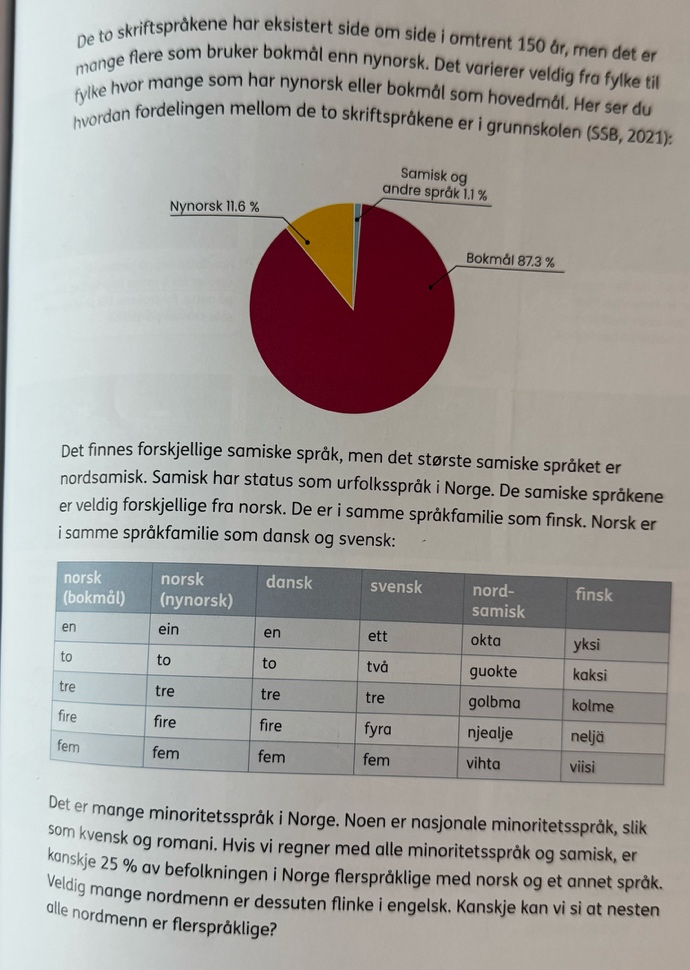 De to skriftspråkene har eksistert side om side i omtrent 150 år, men det er
mange flere som bruker bokmål enn nynorsk. Det varierer veldig fra fylke til
fylke hvor mange som har nynorsk eller bokmål som hovedmål. Her ser du
hvordan fordelingen mellom de to skriftspråkene er i grunnskolen (SSB, 2021):
Samisk og
andre språk 1.1 %
Nynorsk 11.6 %
Bokmål 87.3 %
Det finnes forskjellige samiske språk, men det største samiske språket er
nordsamisk. Samisk har status som urfolksspråk i Norge. De samiske språkene
er veldig forskjellige fra norsk. De er i samme språkfamilie som finsk. Norsk er
i samme språkfamilie som dansk og svensk:
norsk (bokmål) norsk (nynorsk) dansk svensk nord-samisk finsk
en ein en ett okta yksi
to to to två guokte kaksi
tre tre tre tre golbma kolme
fire fire fire fyra njealje neljä
fem fem fem fem vihta viisi
Det er mange minoritetsspråk i Norge. Noen er nasjonale minoritetsspråk, slik
som kvensk og romani. Hvis vi regner med alle minoritetsspråk og samisk, er
kanskje 25 % av befolkningen i Norge flerspråklige med norsk og et annet språk.
Veldig mange nordmenn er dessuten flinke i engelsk. Kanskje kan vi si at nesten
alle nordmenn er flerspråklige?